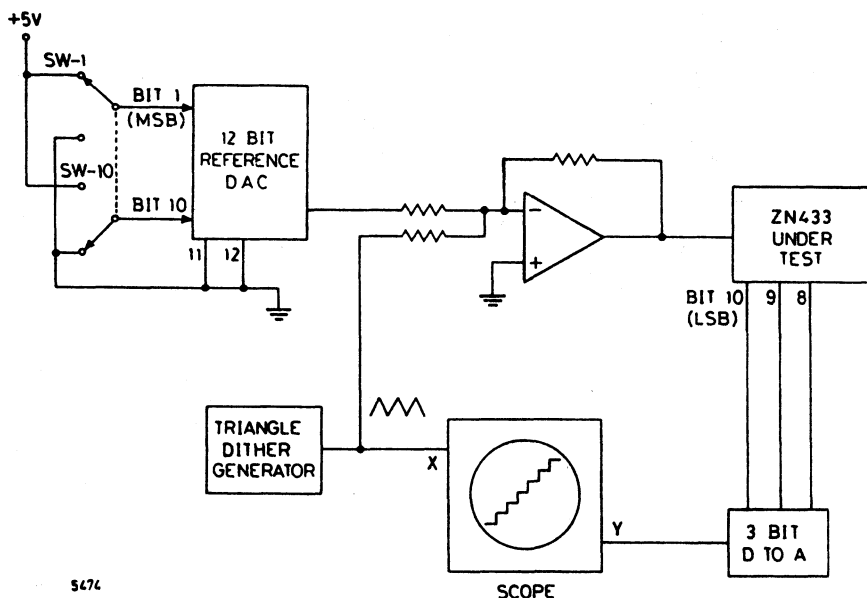 +5V
SW-1
BIT 1
(MSB)
12 BIT
REFERENCE
DAC
SW-10
BIT 10
11
12
−
+
ZN433
UNDER
TEST
BIT 10
(LSB)
9
8
TRIANGLE
DITHER
GENERATOR
X
Y
3 BIT
D TO A
SCOPE
5474